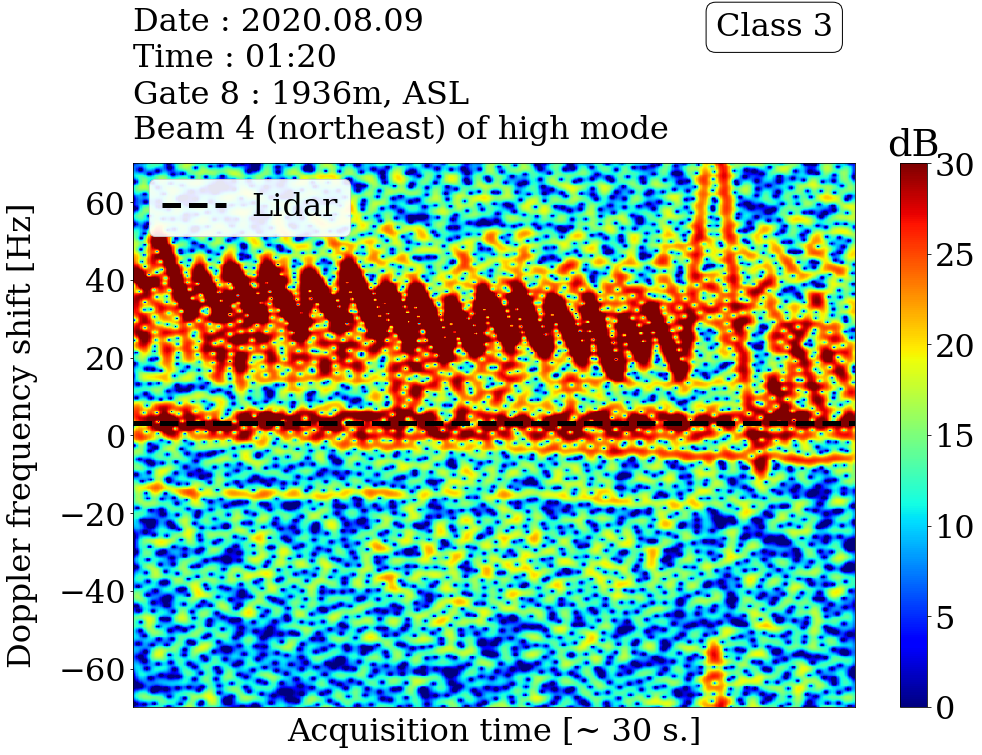 Date : 2020.08.09
Time : 01:20
Gate 8 : 1936m, ASL
Beam 4 (northeast) of high mode
Class 3
dB
Lidar
60
40
20
0
−20
−40
−60
Doppler frequency shift [Hz]
Acquisition time [~ 30 s.]
30
25
20
15
10
5
0